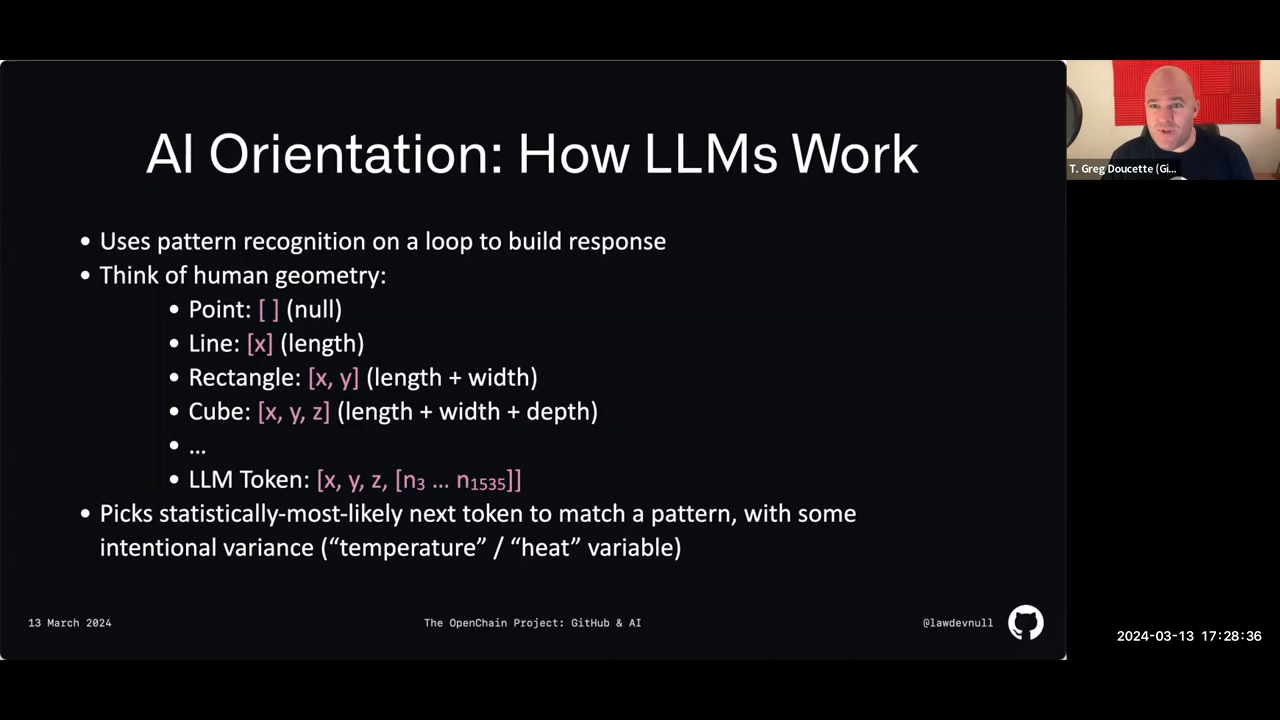 AI Orientation: How LLMs Work
• Uses pattern recognition on a loop to build response
• Think of human geometry:
• Point: [ ] (null)
• Line: [x] (length)
• Rectangle: [x, y] (length + width)
• Cube: [x, y, z] (length + width + depth)
• ...
• LLM Token: [x, y, z, [n₃ ... n₁₅₃₅]]
• Picks statistically-most-likely next token to match a pattern, with some
intentional variance (“temperature” / “heat” variable)
13 March 2024
The OpenChain Project: GitHub & AI
@lawdevnull
T. Greg Doucette (Gi...
2024-03-13 17:28:36